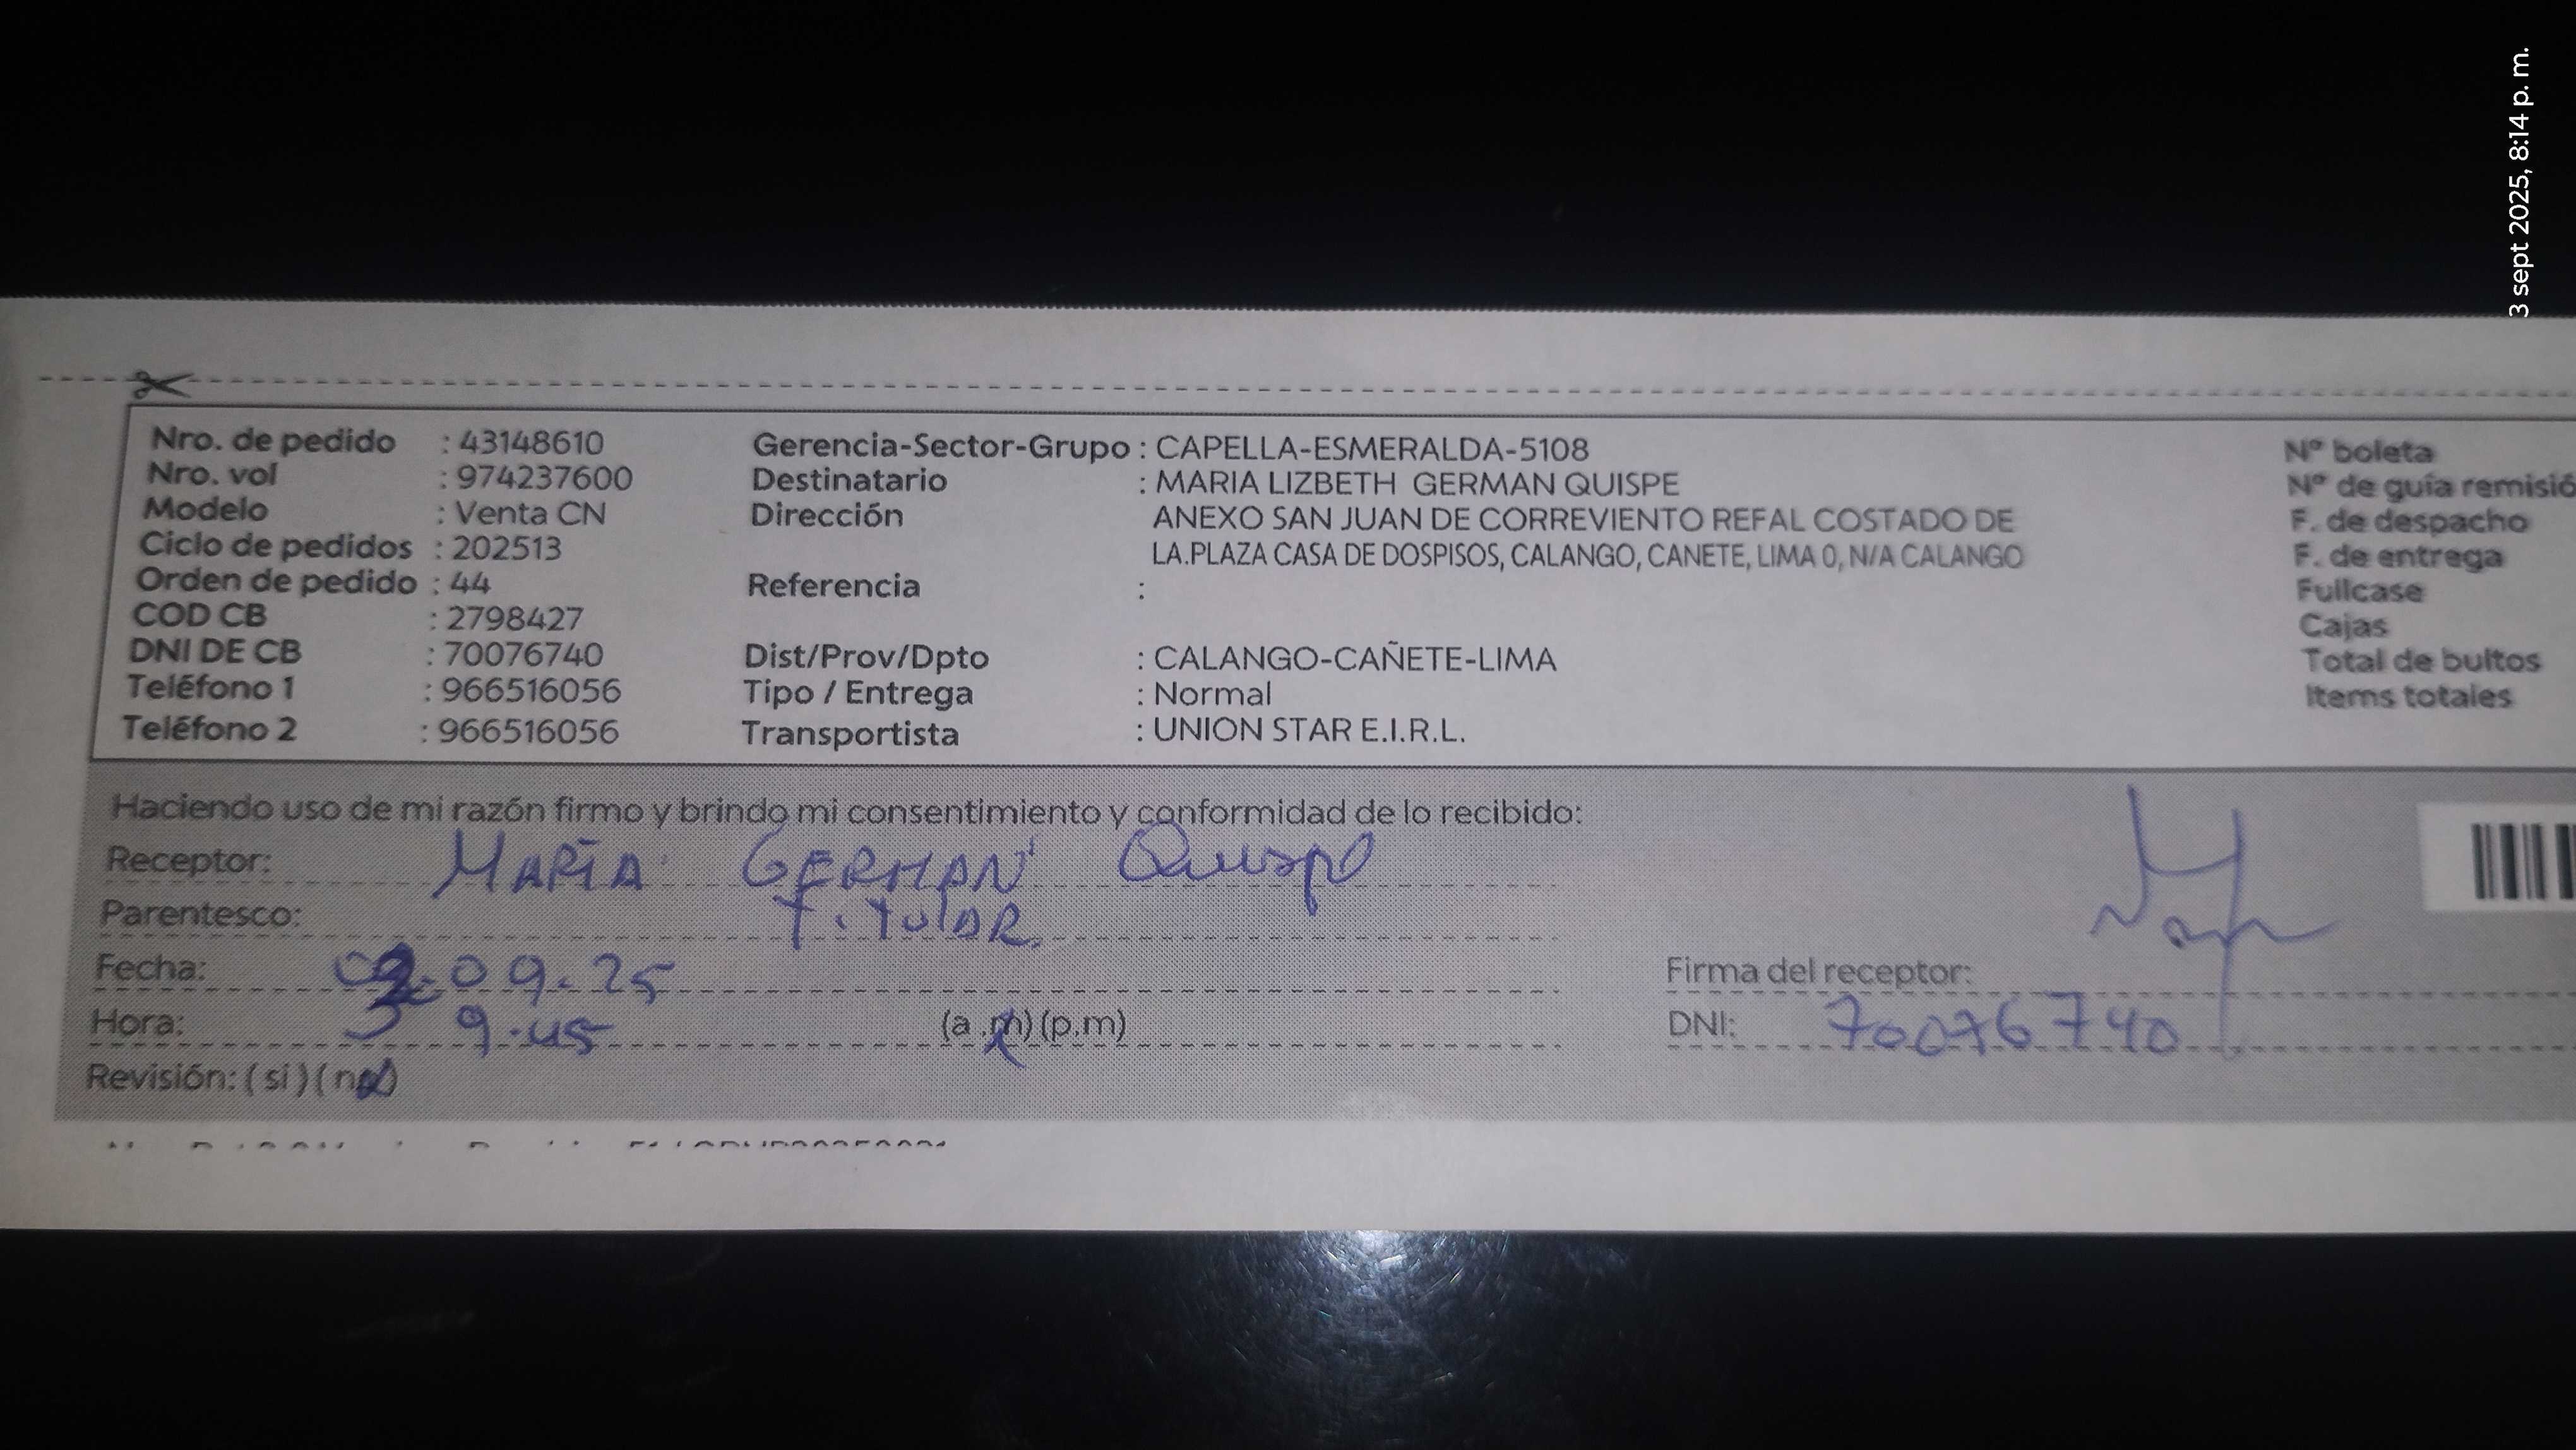 3 sept 2025, 8:14 p. m.
Nro. de pedido : 43148610
Nro. vol : 974237600
Modelo : Venta CN
Ciclo de pedidos : 202513
Orden de pedido : 44
COD CB : 2798427
DNI DE CB : 70076740
Teléfono 1 : 966516056
Teléfono 2 : 966516056
Gerencia-Sector-Grupo : CAPELLA-ESMERALDA-5108
Destinatario : MARIA LIZBETH GERMAN QUISPE
Dirección ANEXO SAN JUAN DE CORREVIENTO REFAL COSTADO DE
LA.PLAZA CASA DE DOSPISOS, CALANGO, CANETE, LIMA 0, N/A CALANGO
Referencia :
Dist/Prov/Dpto : CALANGO-CAÑETE-LIMA
Tipo / Entrega : Normal
Transportista : UNION STAR E.I.R.L.
Nº boleta
Nº de guía remisió
F. de despacho
F. de entrega
Fullcase
Cajas
Total de bultos
Items totales
Haciendo uso de mi razón firmo y brindo mi consentimiento y conformidad de lo recibido:
Receptor: MARÍA GERMAN Quispe
Parentesco: TiTulAR
Fecha: 09.25
Hora: 9.45 (a.m) (p.m)
Revisión: (si) (no)
Firma del receptor:
DNI: 70076740